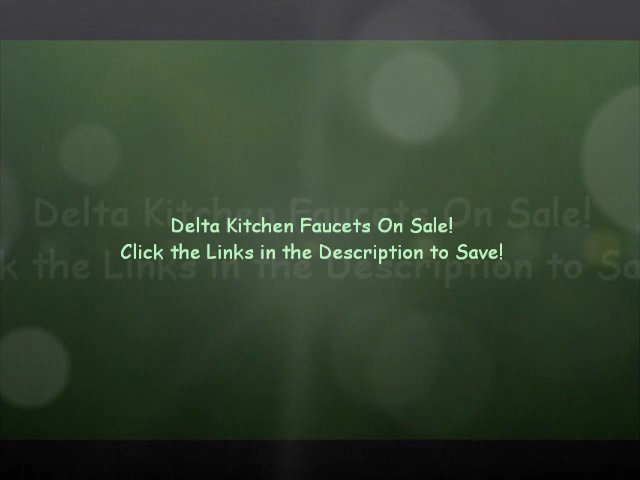 Delta Kitchen Faucets On Sale!
Click the Links in the Description to Save!